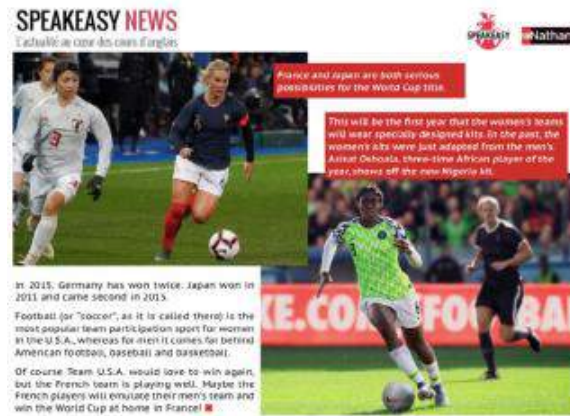 SPEAKEASY NEWS
L'actualité au cœur des cours d'anglais
SPEAKEASY
Nathan
France and Japan are both serious
possibilities for the World Cup title.
This will be the first year that the women's teams
will wear specially designed kits. In the past, the
women's kits were just adapted from the men's.
Asisat Oshoala, three-time African player of the
year, shows off the new Nigeria kit.
In 2015. Germany has won twice. Japan won in
2011 and came second in 2015.
Football (or "soccer", as it is called there) is the
most popular team participation sport for women
in the U.S.A., whereas for men it comes far behind
American football, baseball and basketball.
Of course Team U.S.A. would love to win again,
but the French team is playing well. Maybe the
French players will emulate their men's team and
win the World Cup at home in France!
KE.CO
FOO
BA